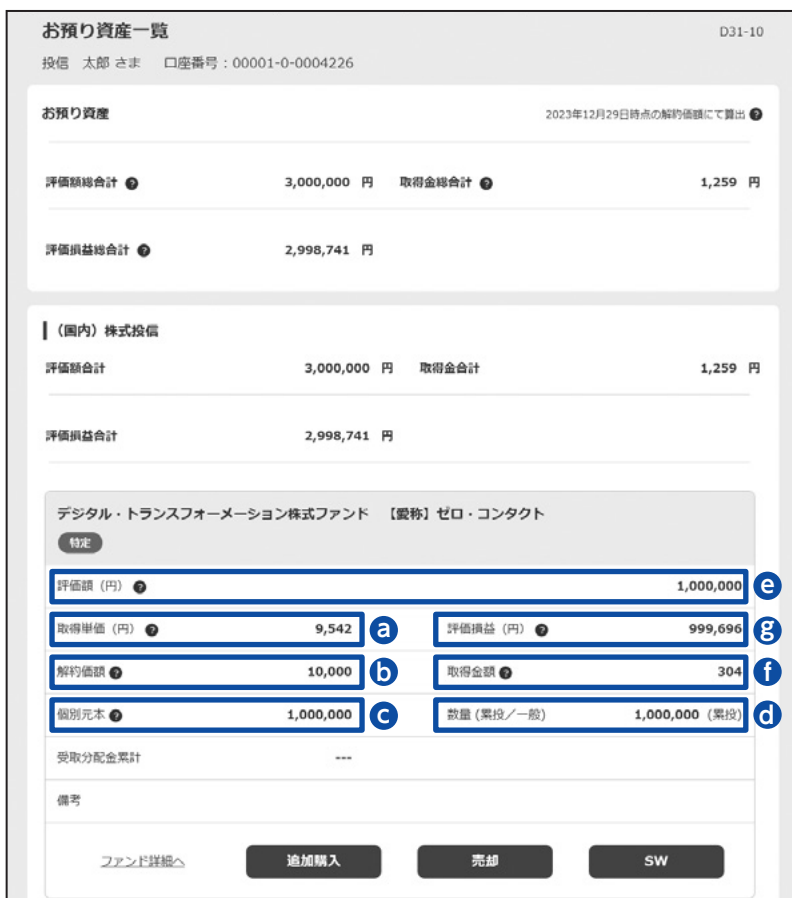 お預り資産一覧 D31-10
投信 太郎 さま 口座番号：00001-0-0004226
お預り資産 2023年12月29日時点の解約価額にて算出 ?
評価額総合計 ? 3,000,000 円 取得金総合計 ? 1,259 円
評価損益総合計 ? 2,998,741 円
（国内）株式投信
評価額合計 3,000,000 円 取得金合計 1,259 円
評価損益合計 2,998,741 円
デジタル・トランスフォーメーション株式ファンド 【愛称】ゼロ・コンタクト
特定
評価額（円） ? 1,000,000 e
取得単価（円） ? 9,542 a 評価損益（円） ? 999,696 g
解約価額 ? 10,000 b 取得金額 ? 304 f
個別元本 ? 1,000,000 c 数量 (累投／一般) 1,000,000 (累投) d
受取分配金累計 ---
備考
ファンド詳細へ 追加購入 売却 SW